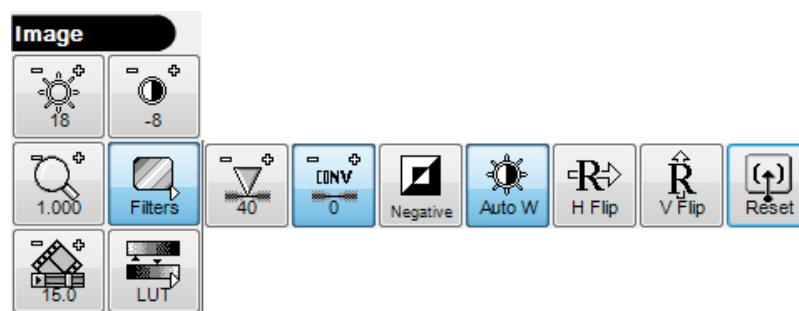 Image
18
-8
1.000
Filters
40
CONV
0
Negative
Auto W
R
H Flip
R
V Flip
Reset
15.0
LUT